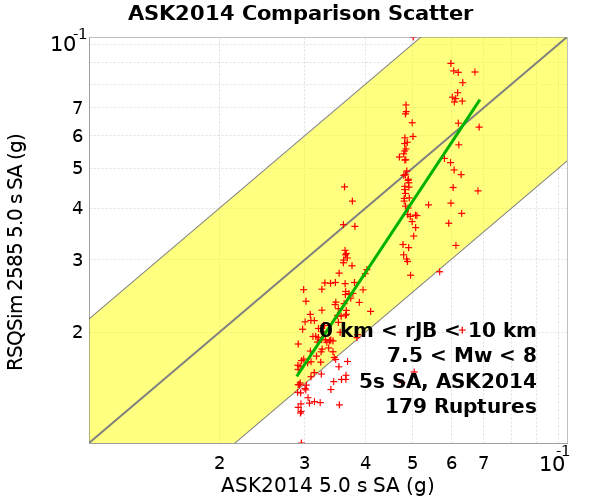 ASK2014 Comparison Scatter
RSQSim 2585 5.0 s SA (g)
10-1
7
6
5
4
3
2
0 km < rJB < 10 km
7.5 < Mw < 8
5s SA, ASK2014
179 Ruptures
2 3 4 5 6 7 10-1
ASK2014 5.0 s SA (g)